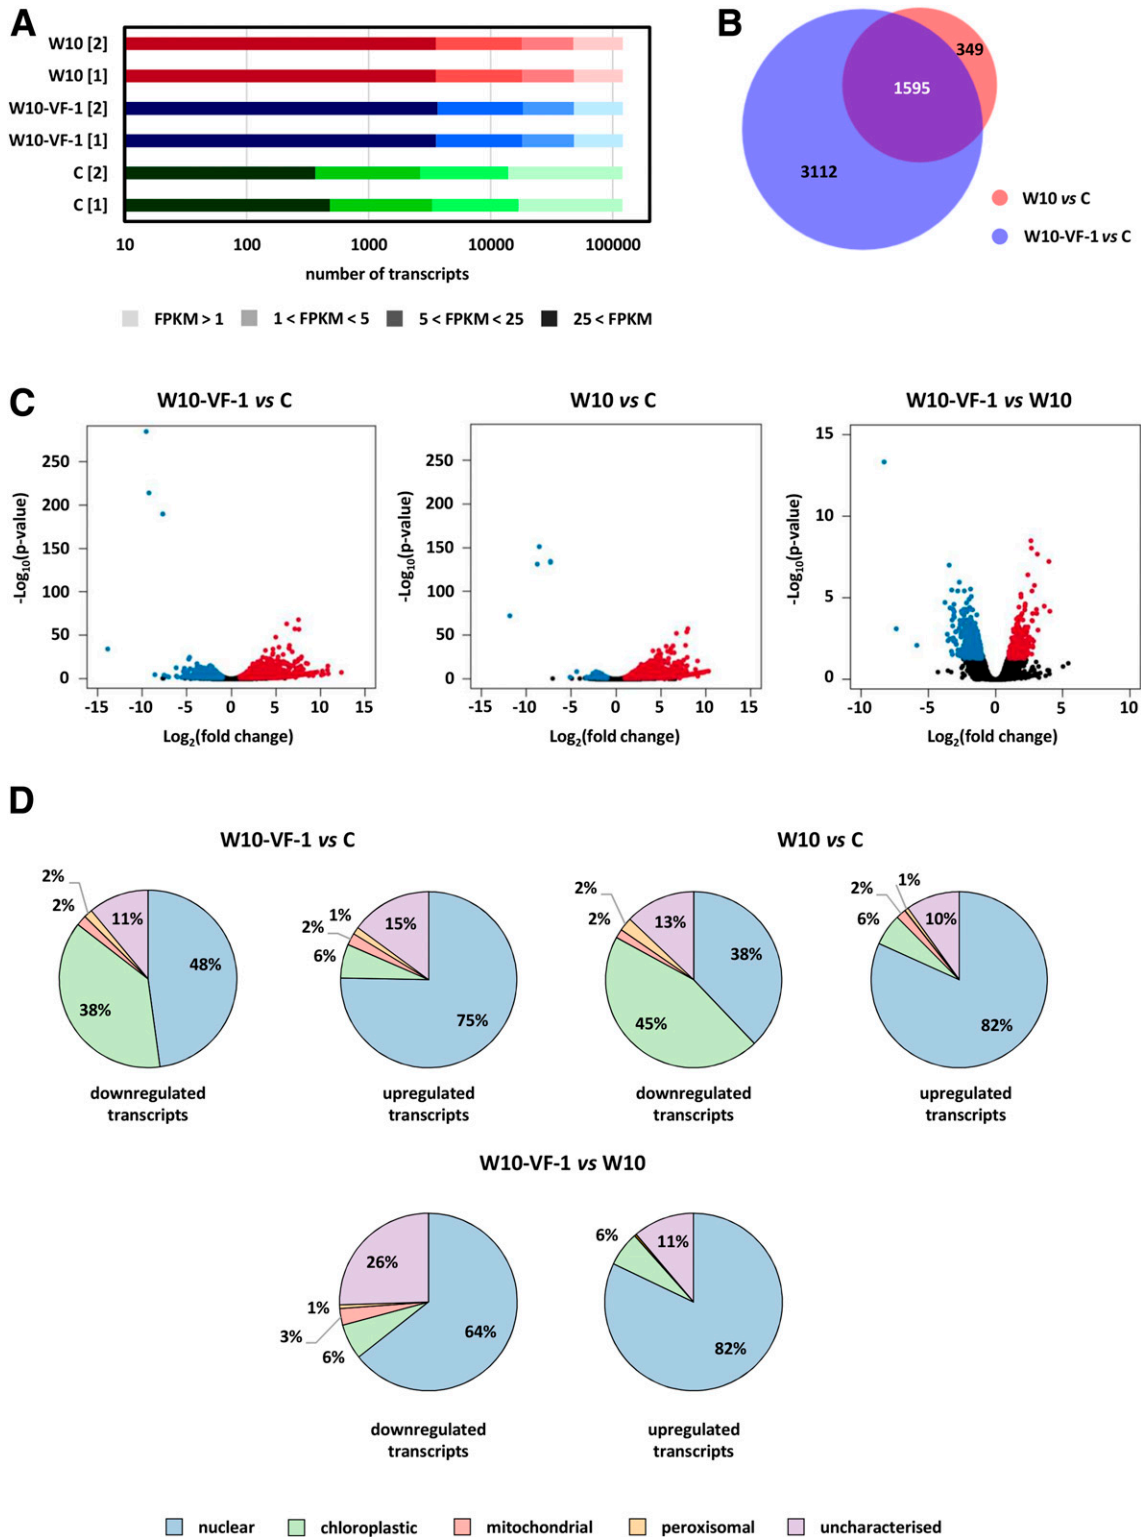 A
W10 [2]
W10 [1]
W10-VF-1 [2]
W10-VF-1 [1]
C [2]
C [1]
10 100 1000 10000 100000
number of transcripts
FPKM > 1 1 < FPKM < 5 5 < FPKM < 25 25 < FPKM
B
349
1595
3112
W10 vs C
W10-VF-1 vs C
C
W10-VF-1 vs C
250
200
150
100
50
0
-Log10(p-value)
-15 -10 -5 0 5 10 15
Log2(fold change)
W10 vs C
250
200
150
100
50
0
-Log10(p-value)
-15 -10 -5 0 5 10 15
Log2(fold change)
W10-VF-1 vs W10
15
10
5
0
-Log10(p-value)
-10 -5 0 5 10
Log2(fold change)
D
W10-VF-1 vs C
2%
2%
11%
48%
38%
downregulated
transcripts
1%
2%
6%
15%
75%
upregulated
transcripts
W10 vs C
2%
2%
13%
38%
45%
downregulated
transcripts
1%
2%
6%
10%
82%
upregulated
transcripts
W10-VF-1 vs W10
26%
1%
3%
6%
64%
downregulated
transcripts
6%
11%
82%
upregulated
transcripts
nuclear chloroplastic mitochondrial peroxisomal uncharacterised